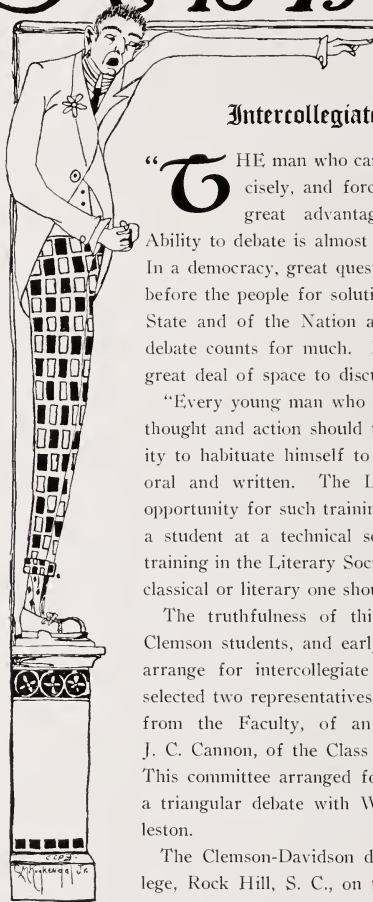 Intercollegiate
“THE man who can
cisely, and forc
great advantag
Ability to debate is almost
In a democracy, great quest
before the people for soluti
State and of the Nation a
debate counts for much.
great deal of space to discu
“Every young man who
thought and action should t
ity to habituate himself to
oral and written. The L
opportunity for such trainin
a student at a technical sc
training in the Literary Soci
classical or literary one shou
The truthfulness of thi
Clemson students, and earl
arrange for intercollegiate
selected two representatives
from the Faculty, of an
J. C. Cannon, of the Class
This committee arranged fo
a triangular debate with W
leston.
The Clemson-Davidson d
lege, Rock Hill, S. C., on t